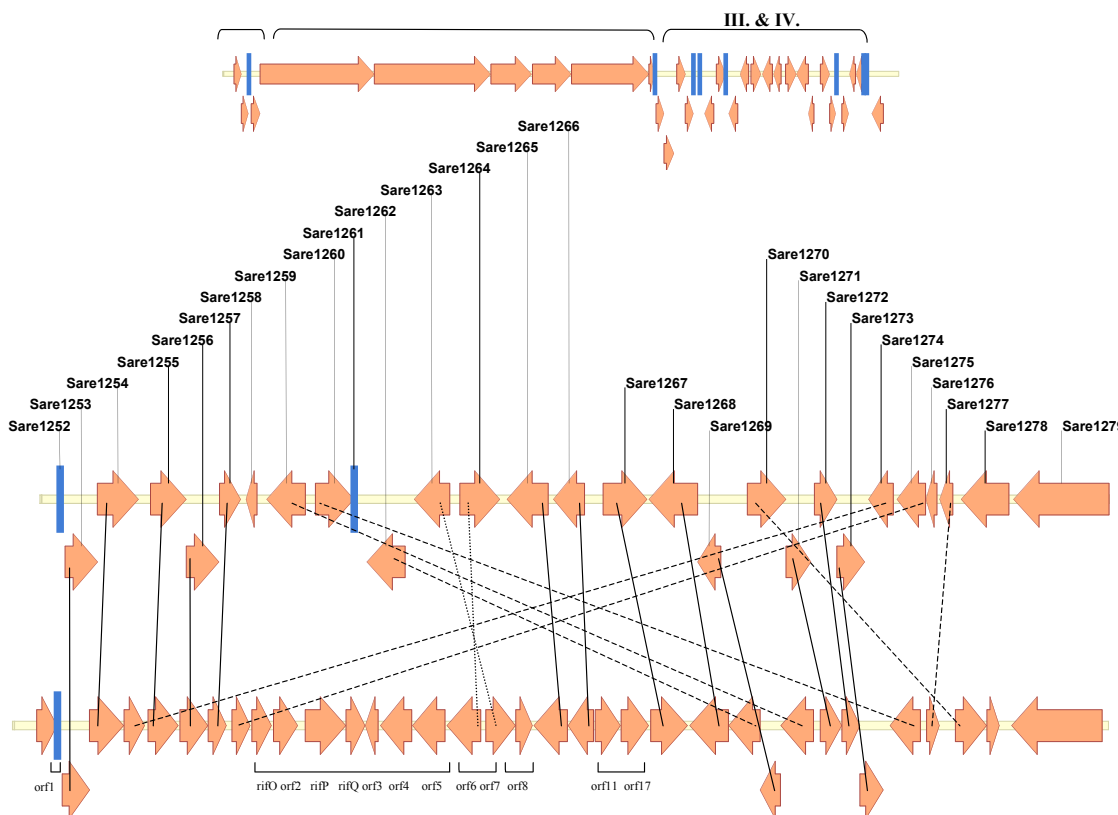 III. & IV.
Sare1266
Sare1265
Sare1264
Sare1263
Sare1262
Sare1261
Sare1260
Sare1259
Sare1258
Sare1257
Sare1256
Sare1255
Sare1254
Sare1253
Sare1252
Sare1270
Sare1271
Sare1272
Sare1273
Sare1274
Sare1275
Sare1276
Sare1277
Sare1278
Sare1279
Sare1267
Sare1268
Sare1269
orf1 rifO orf2 rifP rifQ orf3 orf4 orf5 orf6 orf7 orf8 orf11 orf17